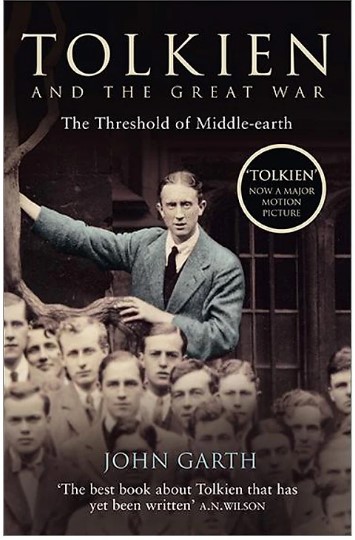 TOLKIEN
AND THE GREAT WAR
The Threshold of Middle-earth
'TOLKIEN'
NOW A MAJOR
MOTION
PICTURE
JOHN GARTH
'The best book about Tolkien that has
yet been written' A.N.WILSON